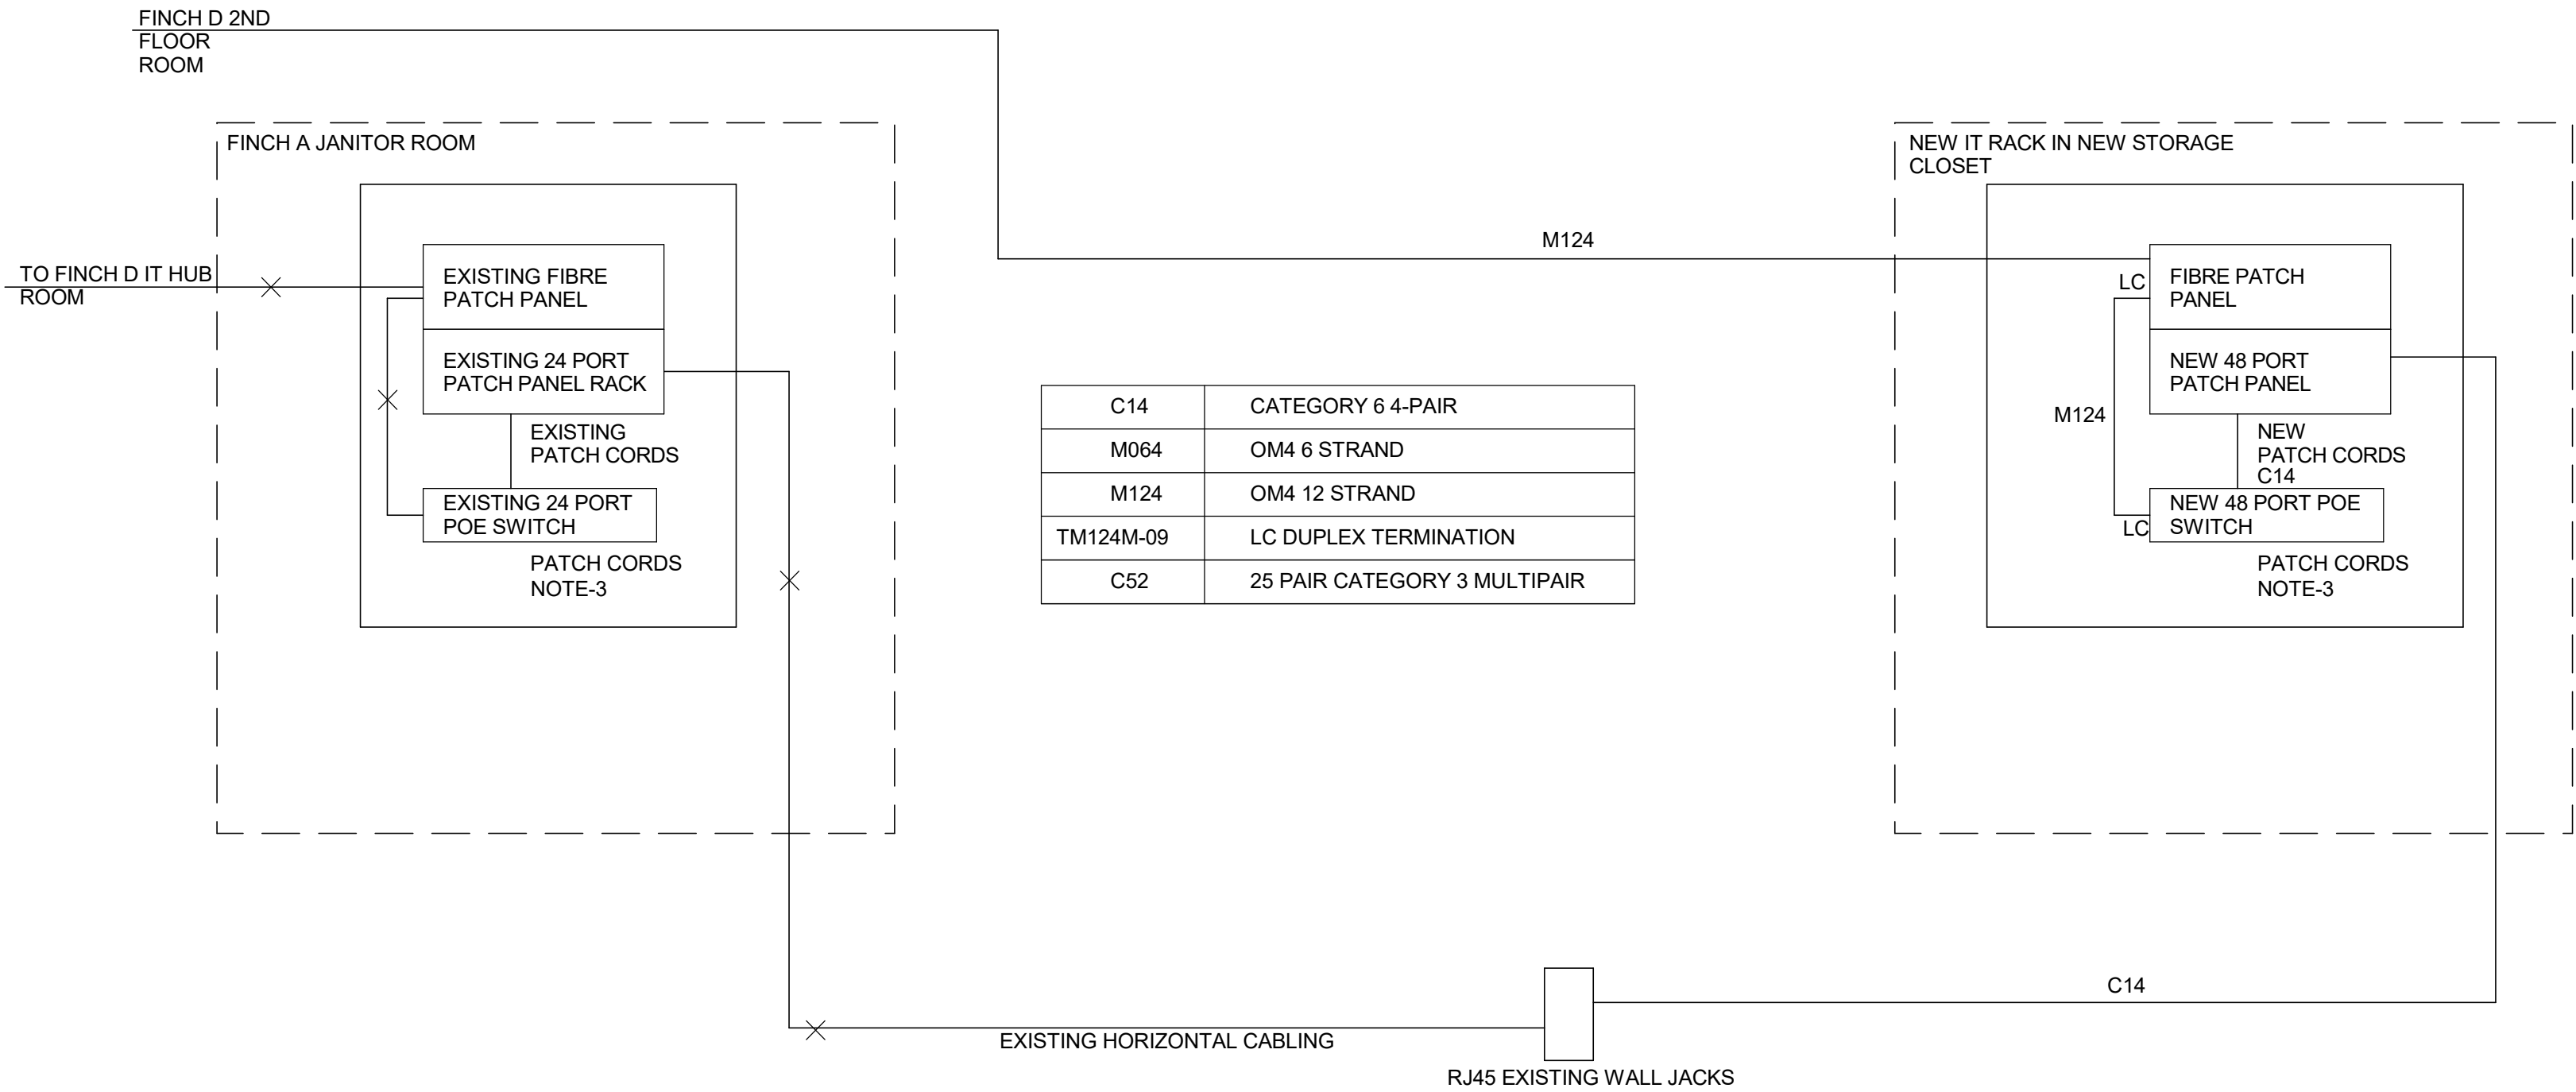 FINCH D 2ND
FLOOR
ROOM
FINCH A JANITOR ROOM
TO FINCH D IT HUB
ROOM
EXISTING FIBRE
PATCH PANEL
EXISTING 24 PORT
PATCH PANEL RACK
EXISTING
PATCH CORDS
EXISTING 24 PORT
POE SWITCH
PATCH CORDS
NOTE-3
M124
C14 CATEGORY 6 4-PAIR
M064 OM4 6 STRAND
M124 OM4 12 STRAND
TM124M-09 LC DUPLEX TERMINATION
C52 25 PAIR CATEGORY 3 MULTIPAIR
NEW IT RACK IN NEW STORAGE
CLOSET
LC
FIBRE PATCH
PANEL
NEW 48 PORT
PATCH PANEL
M124
NEW
PATCH CORDS
C14
NEW 48 PORT POE
SWITCH
LC
PATCH CORDS
NOTE-3
C14
EXISTING HORIZONTAL CABLING
RJ45 EXISTING WALL JACKS